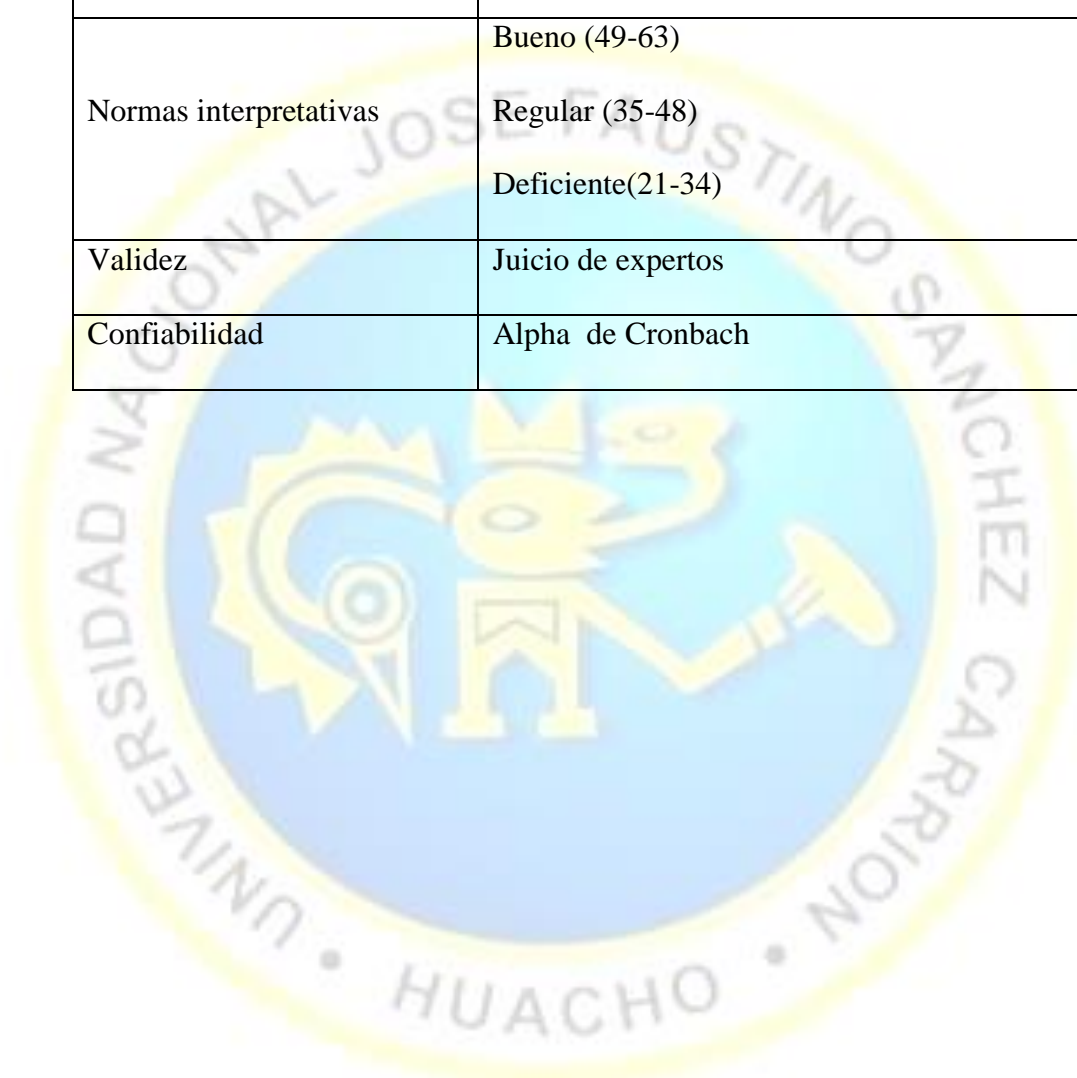 Bueno (49-63)
Normas interpretativas Regular (35-48)
Deficiente(21-34)
Validez Juicio de expertos
Confiabilidad Alpha de Cronbach
UNIVERSIDAD NACIONAL JOSE FAUSTINO SANCHEZ CARRION • HUACHO •